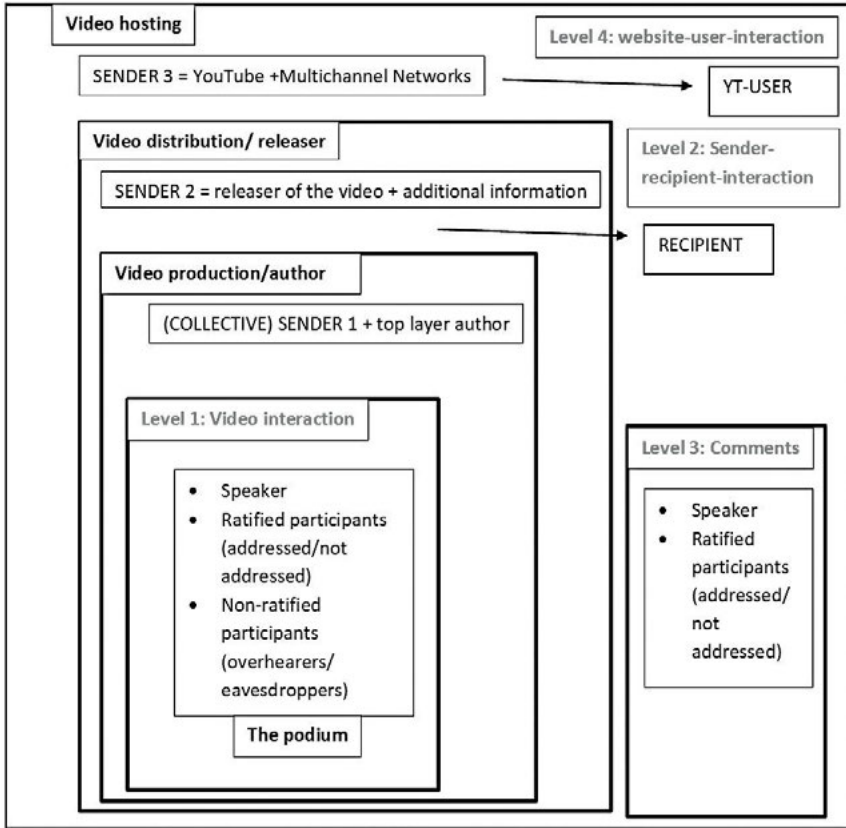 Video hosting
Level 4: website-user-interaction
SENDER 3 = YouTube +Multichannel Networks
YT-USER
Video distribution/ releaser
Level 2: Sender-
recipient-interaction
SENDER 2 = releaser of the video + additional information
RECIPIENT
Video production/author
(COLLECTIVE) SENDER 1 + top layer author
Level 1: Video interaction
• Speaker
• Ratified participants
(addressed/not
addressed)
• Non-ratified
participants
(overhearers/
eavesdroppers)
The podium
Level 3: Comments
• Speaker
• Ratified
participants
(addressed/
not
addressed)